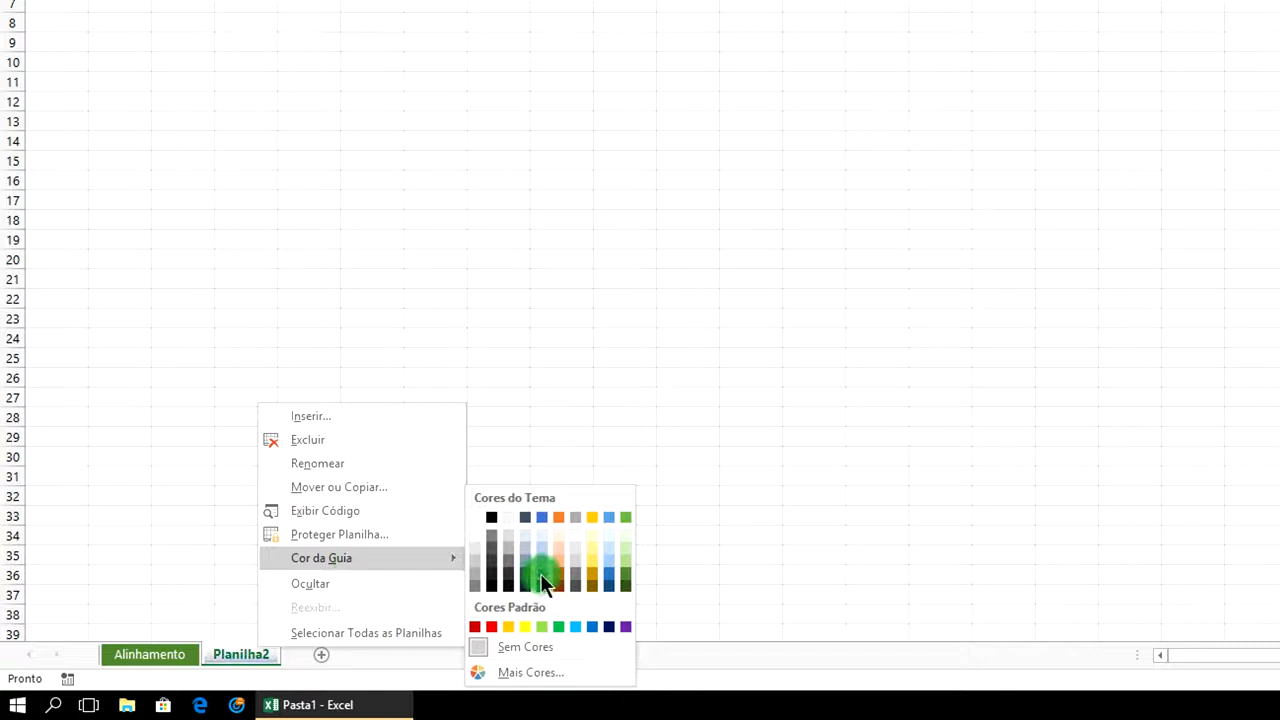 7
8
9
10
11
12
13
14
15
16
17
18
19
20
21
22
23
24
25
26
27
28
29
30
31
32
33
34
35
36
37
38
39
Inserir...
Excluir
Renomear
Mover ou Copiar...
Exibir Código
Proteger Planilha...
Cor da Guia
Ocultar
Reexibir...
Selecionar Todas as Planilhas
Cores do Tema
Cores Padrão
Sem Cores
Mais Cores...
Alinhamento
Planilha2
Pronto
Pasta1 - Excel